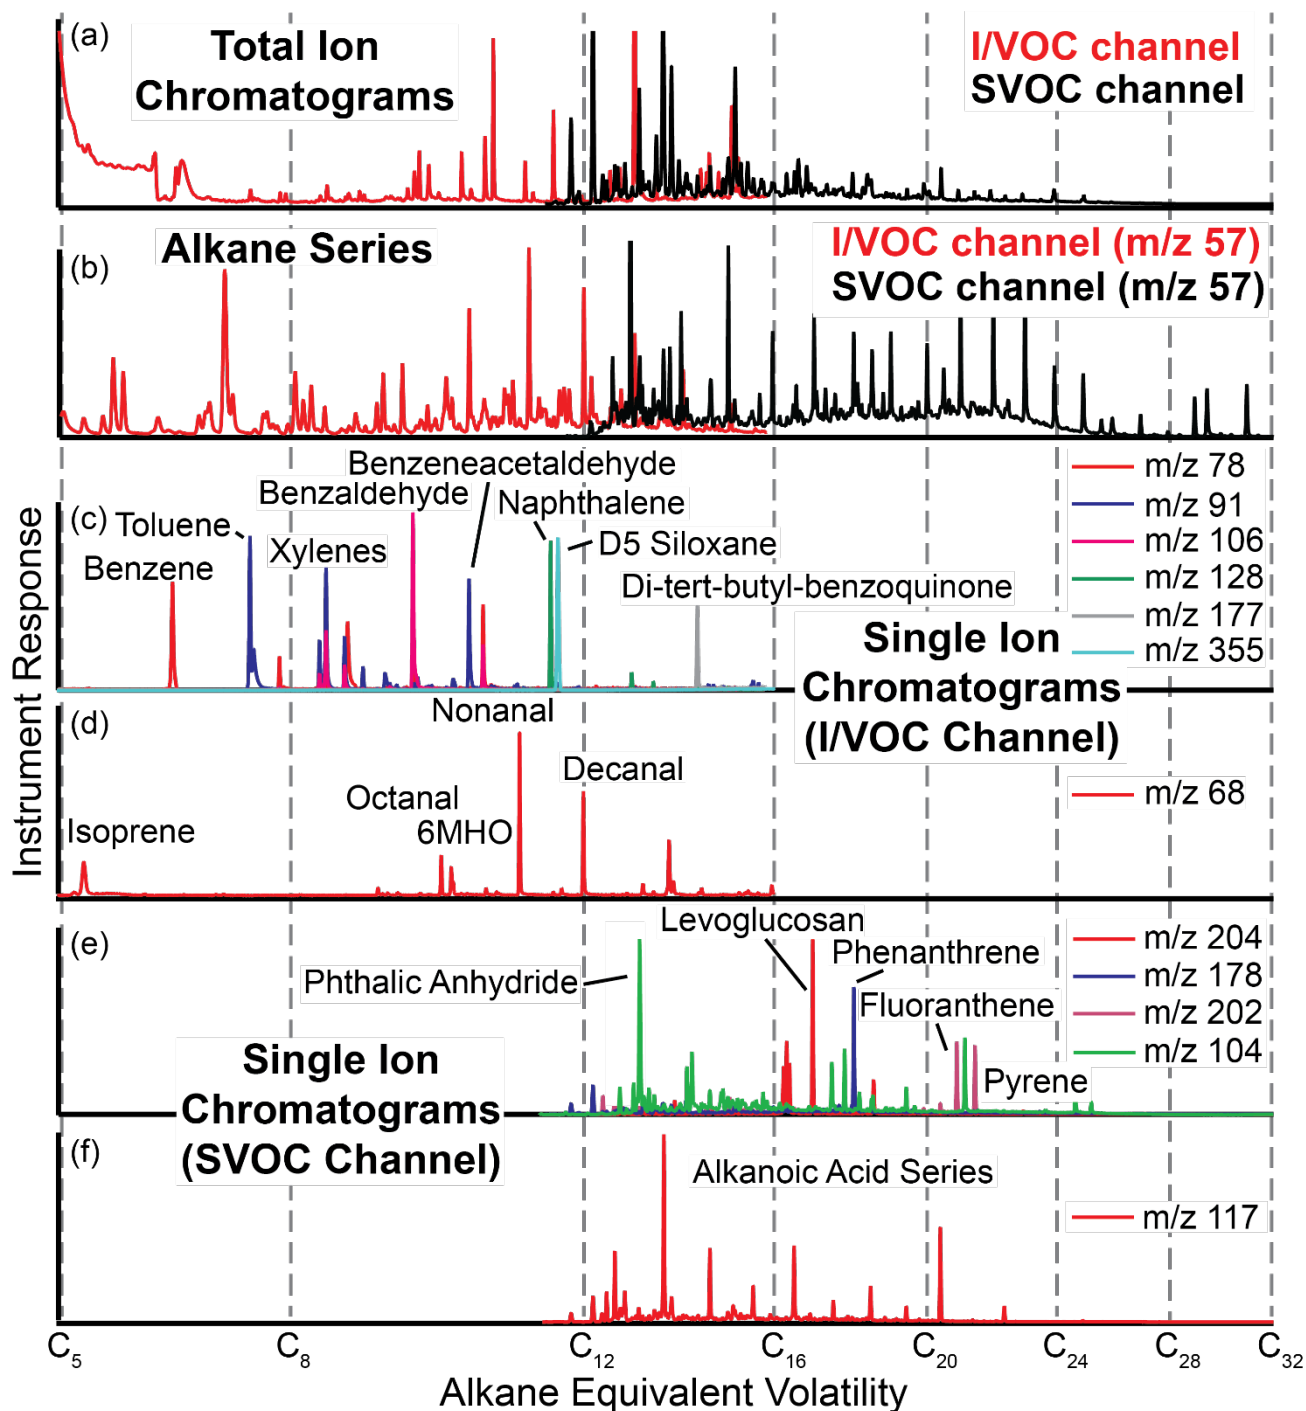 (a)
Total Ion
Chromatograms
I/VOC channel
SVOC channel
(b)
Alkane Series
I/VOC channel (m/z 57)
SVOC channel (m/z 57)
(c)
Benzeneacetaldehyde
Benzaldehyde
Naphthalene
Toluene
Xylenes
D5 Siloxane
Benzene
Di-tert-butyl-benzoquinone
m/z 78
m/z 91
m/z 106
m/z 128
m/z 177
m/z 355
Single Ion
Chromatograms
(I/VOC Channel)
(d)
Nonanal
Decanal
Octanal
6MHO
Isoprene
m/z 68
(e)
Levoglucosan
Phenanthrene
Phthalic Anhydride
Fluoranthene
Pyrene
m/z 204
m/z 178
m/z 202
m/z 104
Single Ion
Chromatograms
(SVOC Channel)
(f)
Alkanoic Acid Series
m/z 117
Instrument Response
C5 C8 C12 C16 C20 C24 C28 C32
Alkane Equivalent Volatility